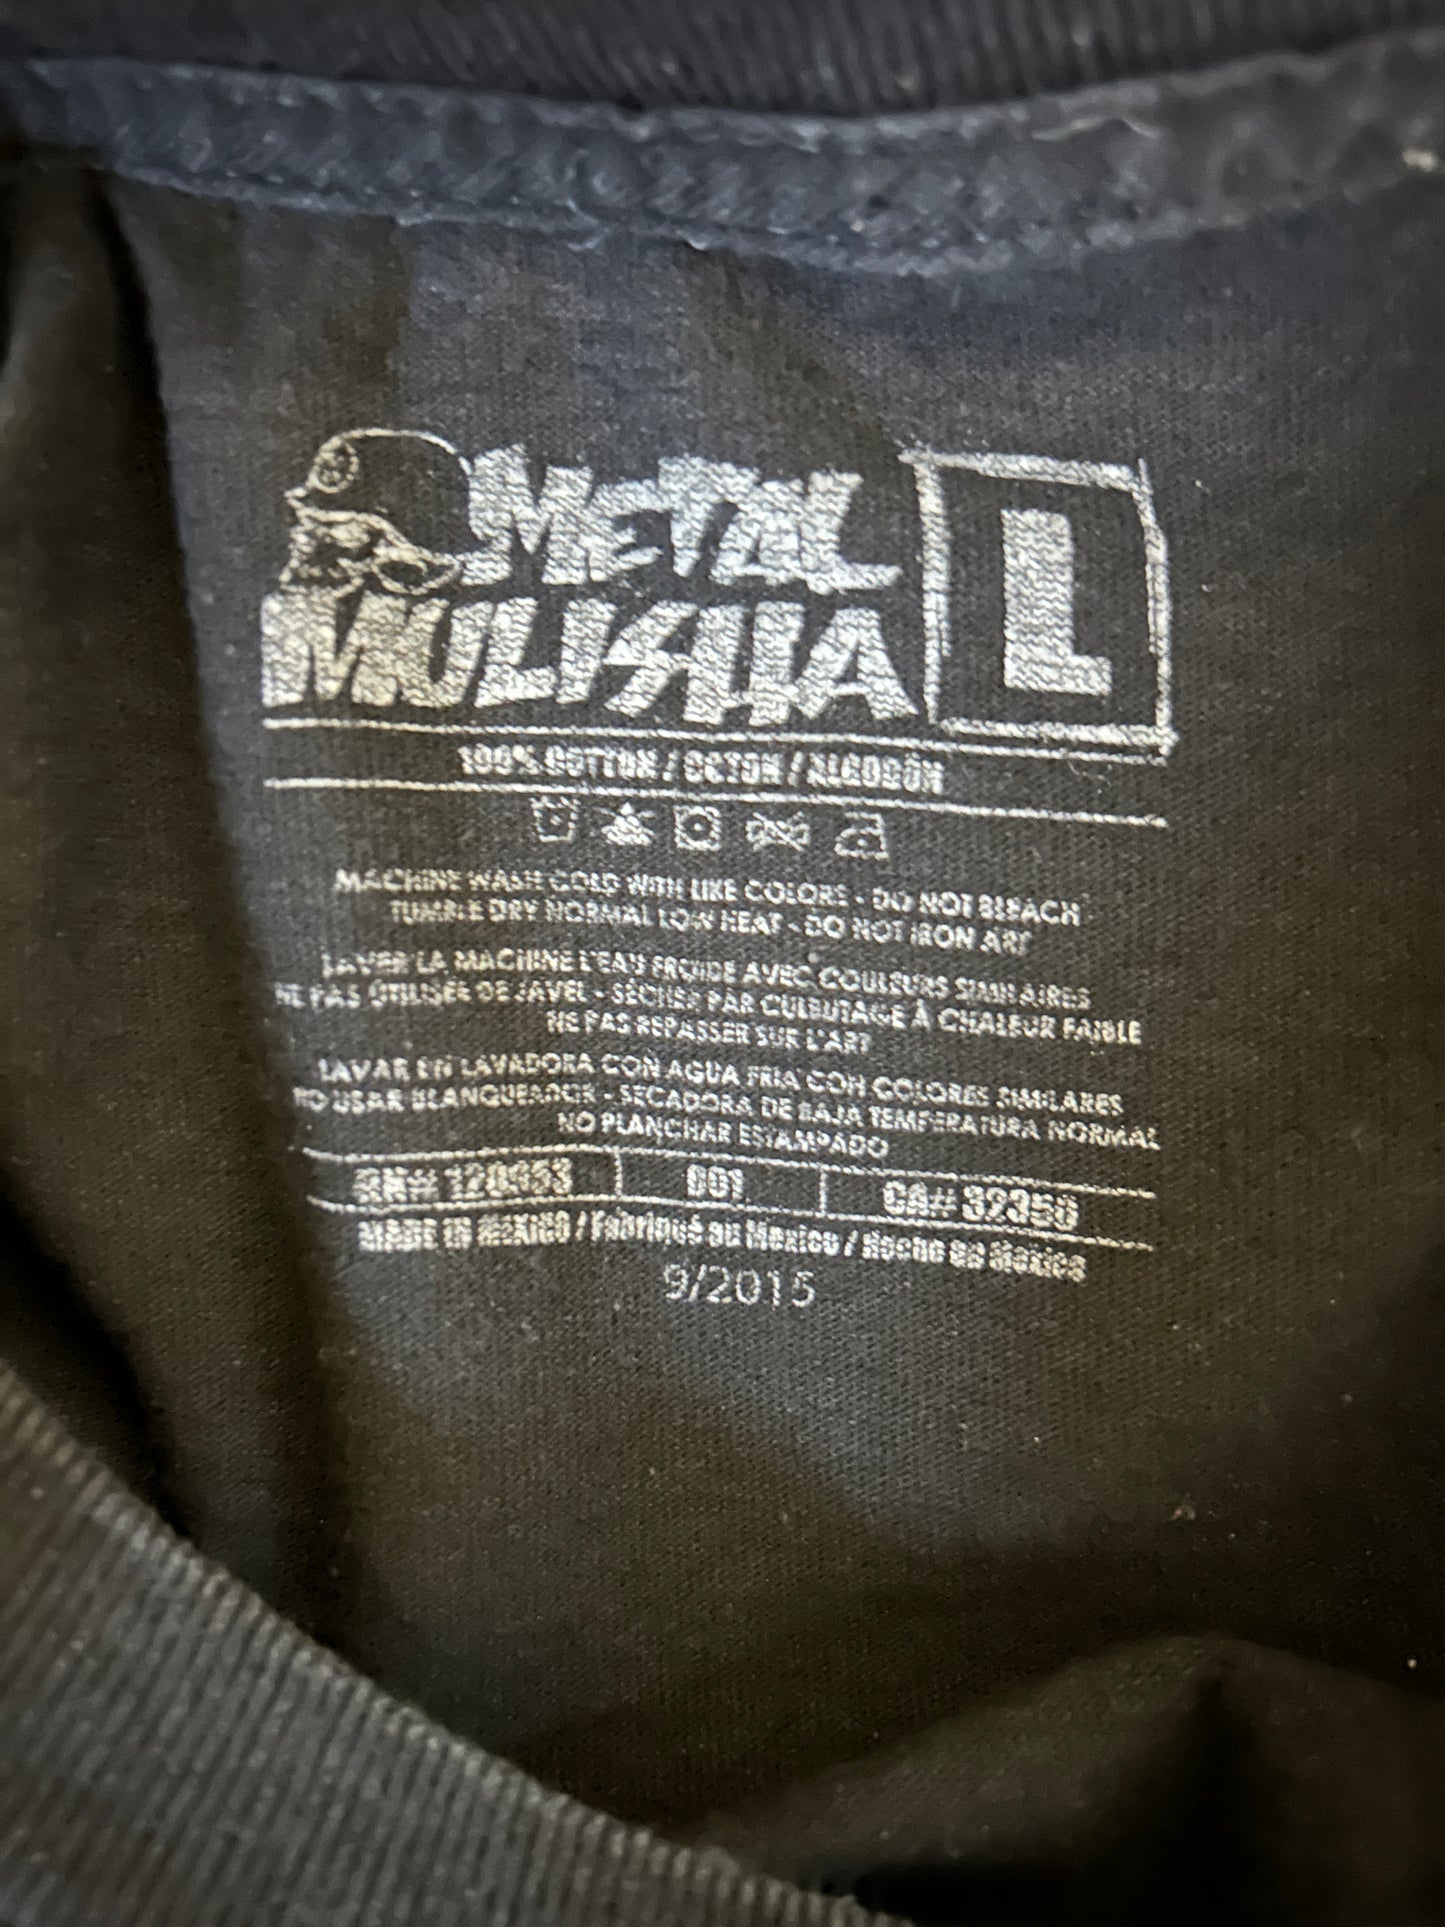 METAL
MULISHA
L
100% COTTON / COTON / ALGODÓN
MACHINE WASH COLD WITH LIKE COLORS - DO NOT BLEACH
TUMBLE DRY NORMAL LOW HEAT - DO NOT IRON ART
LAVER LA MACHINE L'EAU FROIDE AVEC COULEURS SIMILAIRES
NE PAS UTILISER DE JAVEL - SÉCHER PAR CULBUTAGE À CHALEUR FAIBLE
NE PAS REPASSER SUR L'ART
LAVAR EN LAVADORA CON AGUA FRIA CON COLORES SIMILARES
NO USAR BLANQUEADOR - SECADORA DE BAJA TEMPERATURA NORMAL
NO PLANCHAR ESTAMPADO
RN# 120953 | 001 | CA# 32350
MADE IN MEXICO / Fabriqué au Mexico / Hecho en Mexico
9/2015